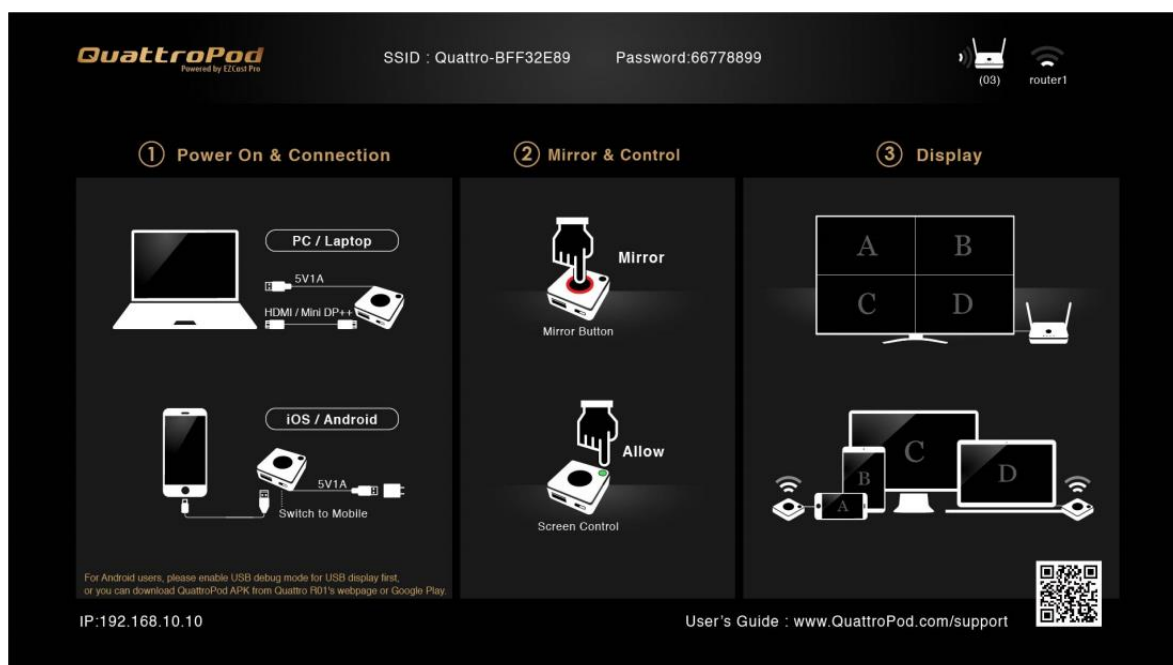 QuattroPod
Powered by EZCast Pro
SSID : Quattro-BFF32E89 Password:66778899
(03) router1
1 Power On & Connection
PC / Laptop
5V1A
HDMI / Mini DP++
iOS / Android
5V1A
Switch to Mobile
For Android users, please enable USB debug mode for USB display first,
or you can download QuattroPod APK from Quattro R01's webpage or Google Play.
2 Mirror & Control
Mirror
Mirror Button
Allow
Screen Control
3 Display
A B
C D
A B C D
IP:192.168.10.10
User's Guide : www.QuattroPod.com/support